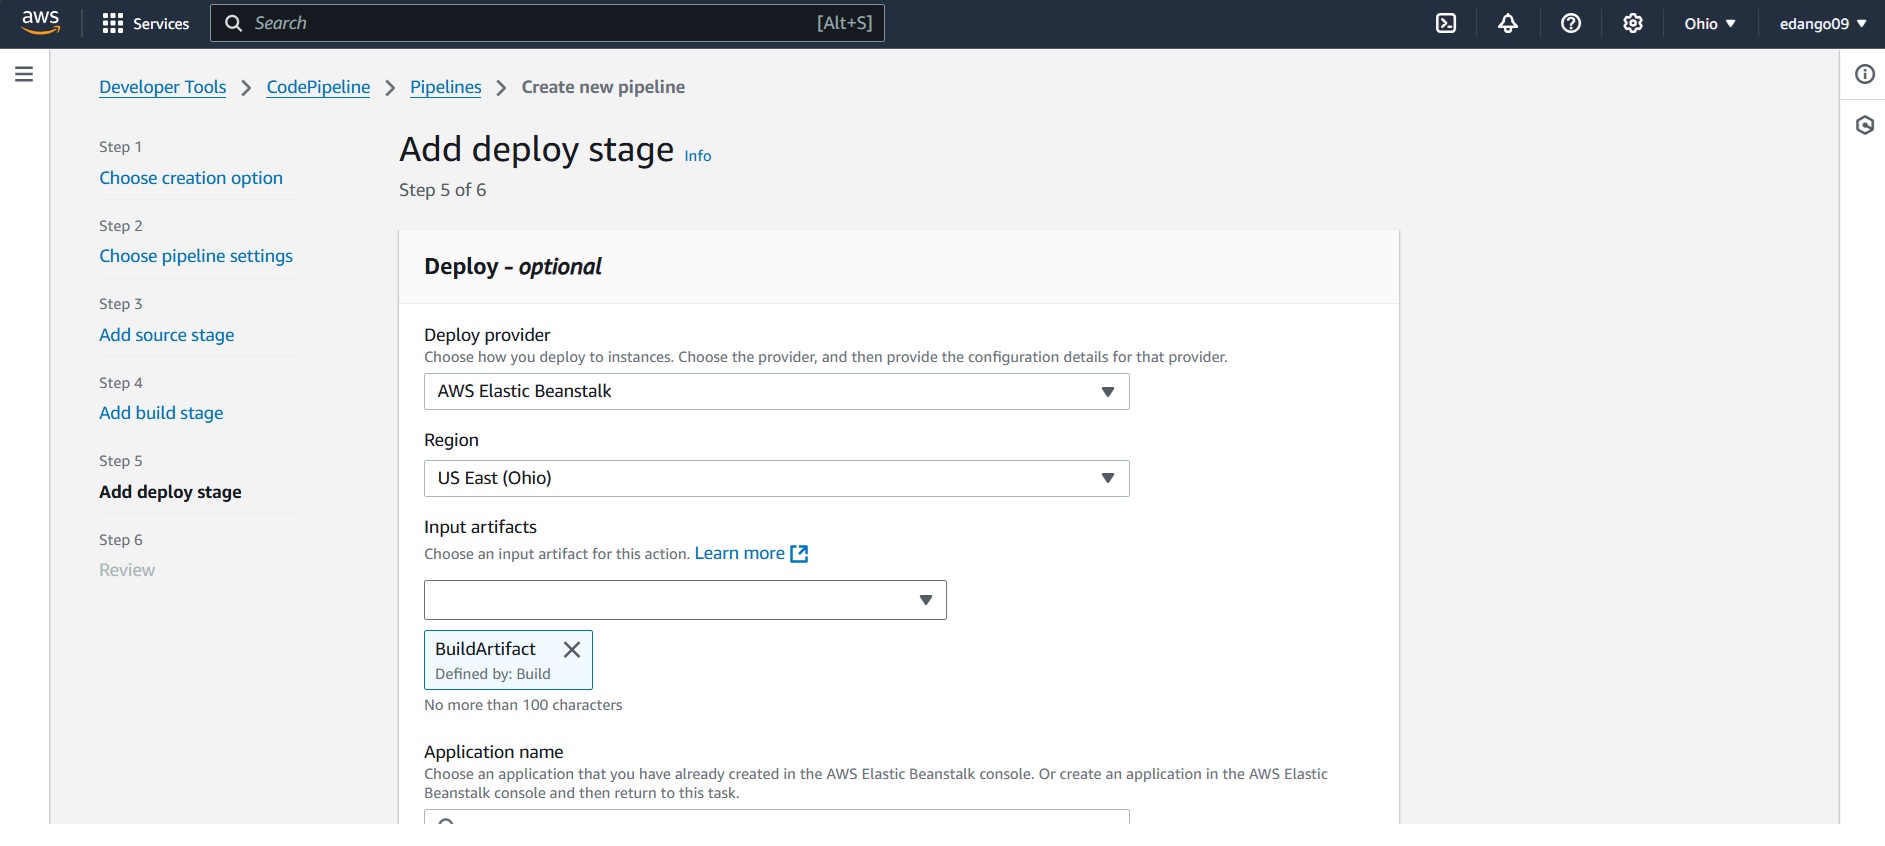 aws Services Search [Alt+S] Ohio edango09
Developer Tools CodePipeline Pipelines Create new pipeline
Step 1
Choose creation option
Step 2
Choose pipeline settings
Step 3
Add source stage
Step 4
Add build stage
Step 5
Add deploy stage
Step 6
Review
Add deploy stage Info
Step 5 of 6
Deploy - optional
Deploy provider
Choose how you deploy to instances. Choose the provider, and then provide the configuration details for that provider.
AWS Elastic Beanstalk
Region
US East (Ohio)
Input artifacts
Choose an input artifact for this action. Learn more
BuildArtifact
Defined by: Build
No more than 100 characters
Application name
Choose an application that you have already created in the AWS Elastic Beanstalk console. Or create an application in the AWS Elastic
Beanstalk console and then return to this task.